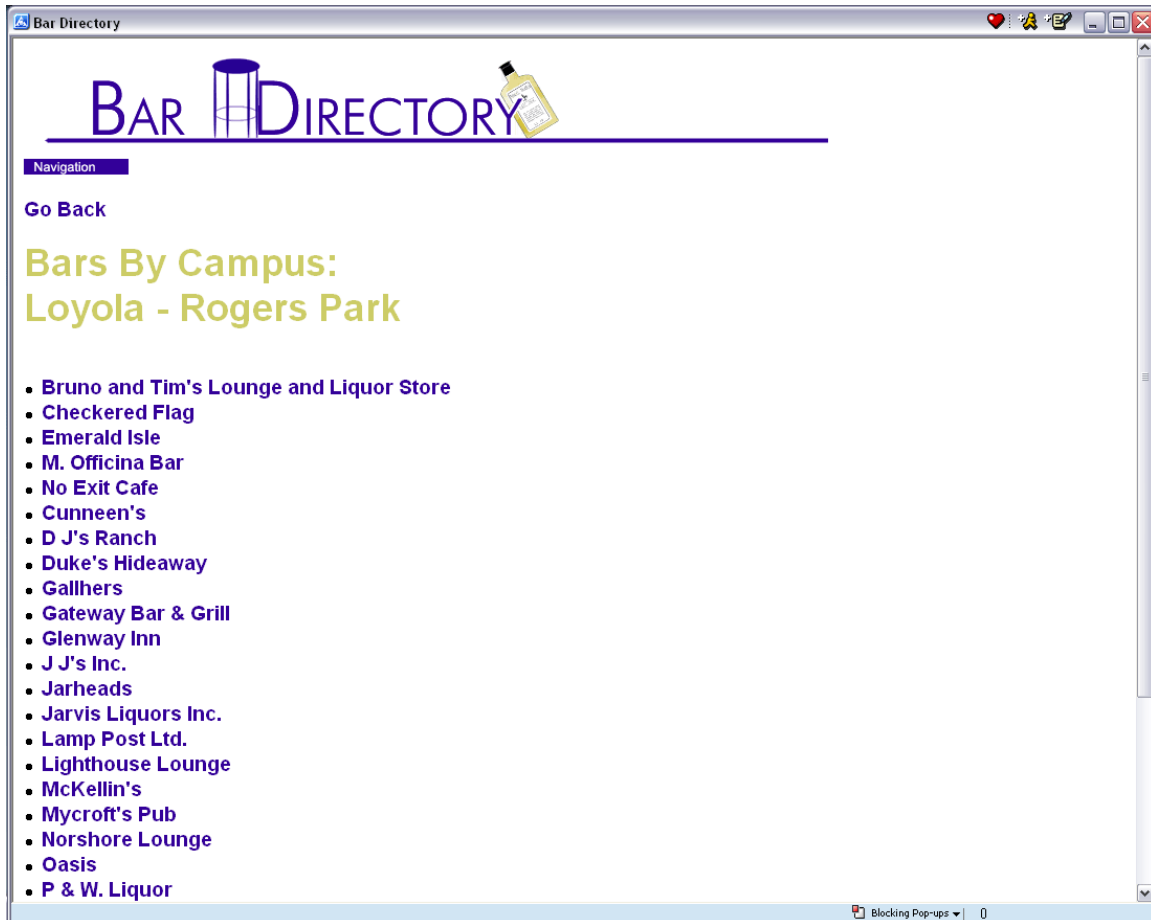 Bar Directory
BAR DIRECTORY
Navigation
Go Back
Bars By Campus:
Loyola - Rogers Park
Bruno and Tim's Lounge and Liquor Store
Checkered Flag
Emerald Isle
M. Officina Bar
No Exit Cafe
Cunneen's
D J's Ranch
Duke's Hideaway
Gallhers
Gateway Bar & Grill
Glenway Inn
J J's Inc.
Jarheads
Jarvis Liquors Inc.
Lamp Post Ltd.
Lighthouse Lounge
McKellin's
Mycroft's Pub
Norshore Lounge
Oasis
P & W. Liquor
Blocking Pop-ups 0